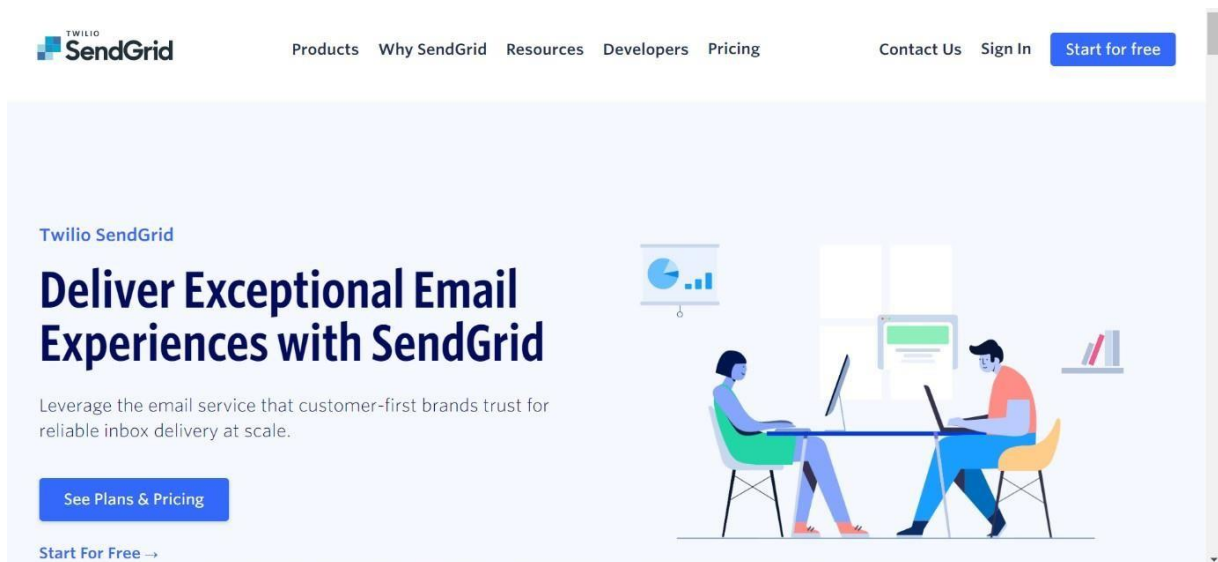 TWILIO
SendGrid
Products Why SendGrid Resources Developers Pricing Contact Us Sign In Start for free
Twilio SendGrid
Deliver Exceptional Email
Experiences with SendGrid
Leverage the email service that customer-first brands trust for
reliable inbox delivery at scale.
See Plans & Pricing
Start For Free →